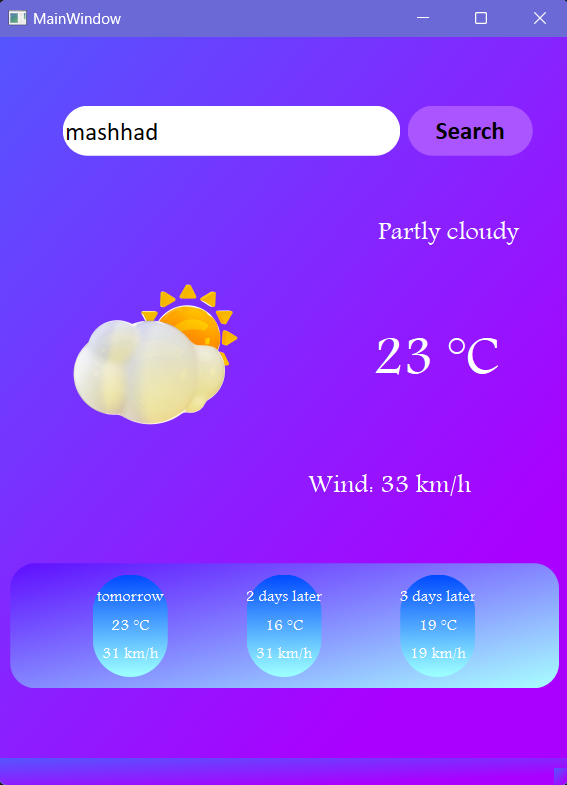 MainWindow
mashhad
Search
Partly cloudy
23 °C
Wind: 33 km/h
tomorrow
23 °C
31 km/h
2 days later
16 °C
31 km/h
3 days later
19 °C
19 km/h